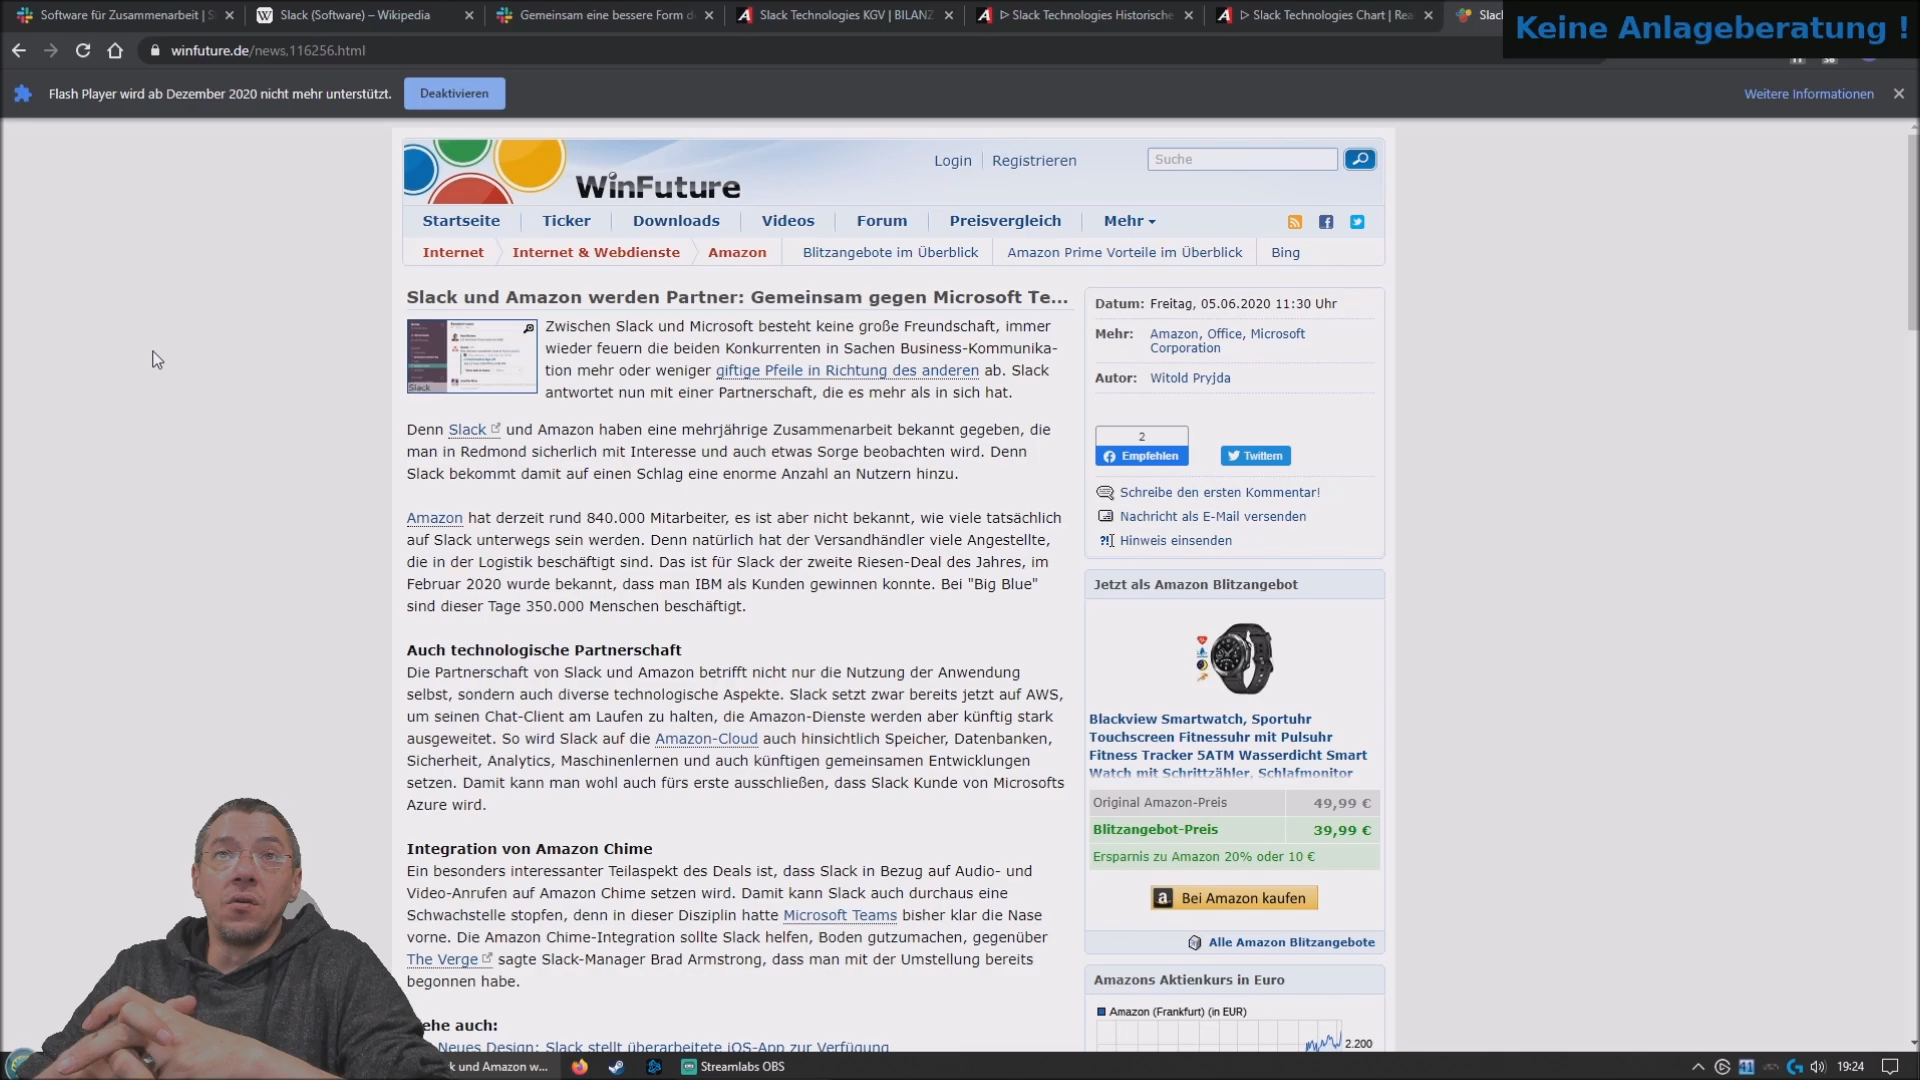 Software für Zusammenarbeit |
Slack (Software) – Wikipedia
Gemeinsam eine bessere Form d
Slack Technologies KGV | BILANZ
Slack Technologies Historische
Slack Technologies Chart | Rea
Slac
Keine Anlageberatung !
winfuture.de/news,116256.html
Flash Player wird ab Dezember 2020 nicht mehr unterstützt.
Deaktivieren
Weitere Informationen
WinFuture
Login
Registrieren
Suche
Startseite
Ticker
Downloads
Videos
Forum
Preisvergleich
Mehr
Internet
Internet & Webdienste
Amazon
Blitzangebote im Überblick
Amazon Prime Vorteile im Überblick
Bing
Slack und Amazon werden Partner: Gemeinsam gegen Microsoft Te...
Slack
Zwischen Slack und Microsoft besteht keine große Freundschaft, immer
wieder feuern die beiden Konkurrenten in Sachen Business-Kommunika-
tion mehr oder weniger giftige Pfeile in Richtung des anderen ab. Slack
antwortet nun mit einer Partnerschaft, die es mehr als in sich hat.
Denn Slack und Amazon haben eine mehrjährige Zusammenarbeit bekannt gegeben, die
man in Redmond sicherlich mit Interesse und auch etwas Sorge beobachten wird. Denn
Slack bekommt damit auf einen Schlag eine enorme Anzahl an Nutzern hinzu.
Amazon hat derzeit rund 840.000 Mitarbeiter, es ist aber nicht bekannt, wie viele tatsächlich
auf Slack unterwegs sein werden. Denn natürlich hat der Versandhändler viele Angestellte,
die in der Logistik beschäftigt sind. Das ist für Slack der zweite Riesen-Deal des Jahres, im
Februar 2020 wurde bekannt, dass man IBM als Kunden gewinnen konnte. Bei "Big Blue"
sind dieser Tage 350.000 Menschen beschäftigt.
Auch technologische Partnerschaft
Die Partnerschaft von Slack und Amazon betrifft nicht nur die Nutzung der Anwendung
selbst, sondern auch diverse technologische Aspekte. Slack setzt zwar bereits jetzt auf AWS,
um seinen Chat-Client am Laufen zu halten, die Amazon-Dienste werden aber künftig stark
ausgeweitet. So wird Slack auf die Amazon-Cloud auch hinsichtlich Speicher, Datenbanken,
Sicherheit, Analytics, Maschinenlernen und auch künftigen gemeinsamen Entwicklungen
setzen. Damit kann man wohl auch fürs erste ausschließen, dass Slack Kunde von Microsofts
Azure wird.
Integration von Amazon Chime
Ein besonders interessanter Teilaspekt des Deals ist, dass Slack in Bezug auf Audio- und
Video-Anrufen auf Amazon Chime setzen wird. Damit kann Slack auch durchaus eine
Schwachstelle stopfen, denn in dieser Disziplin hatte Microsoft Teams bisher klar die Nase
vorne. Die Amazon Chime-Integration sollte Slack helfen, Boden gutzumachen, gegenüber
The Verge sagte Slack-Manager Brad Armstrong, dass man mit der Umstellung bereits
begonnen habe.
ehe auch:
Neues Design: Slack stellt überarbeitete iOS-App zur Verfügung
Datum: Freitag, 05.06.2020 11:30 Uhr
Mehr: Amazon, Office, Microsoft
Corporation
Autor: Witold Pryjda
2
Empfehlen
Twittern
Schreibe den ersten Kommentar!
Nachricht als E-Mail versenden
Hinweis einsenden
Jetzt als Amazon Blitzangebot
Blackview Smartwatch, Sportuhr
Touchscreen Fitnessuhr mit Pulsuhr
Fitness Tracker 5ATM Wasserdicht Smart
Watch mit Schrittzähler, Schlafmonitor
Original Amazon-Preis 49,99 €
Blitzangebot-Preis 39,99 €
Ersparnis zu Amazon 20% oder 10 €
Bei Amazon kaufen
Alle Amazon Blitzangebote
Amazons Aktienkurs in Euro
Amazon (Frankfurt) (in EUR)
2.200
k und Amazon w...
Streamlabs OBS
19:24